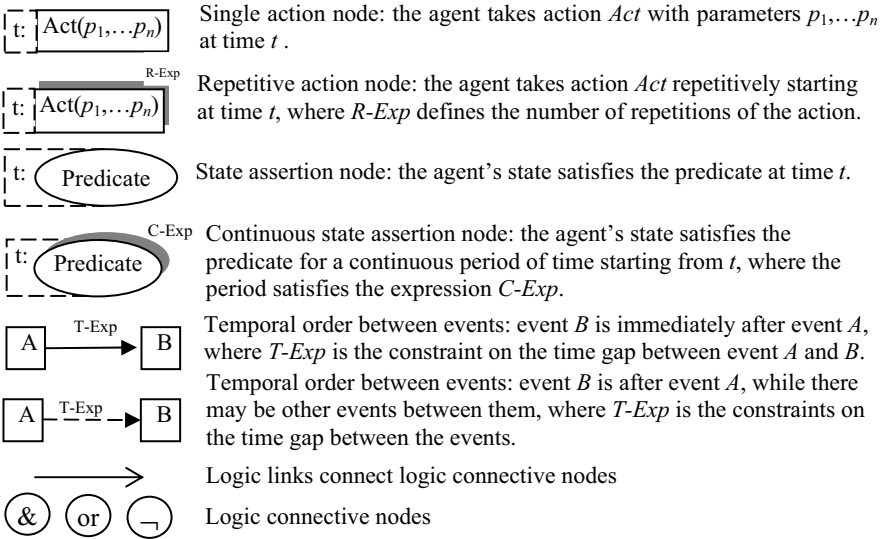 t: Act(p1,…pn) Single action node: the agent takes action Act with parameters p1,…pn
at time t .
R-Exp
t: Act(p1,…pn) Repetitive action node: the agent takes action Act repetitively starting
at time t, where R-Exp defines the number of repetitions of the action.
t: Predicate State assertion node: the agent's state satisfies the predicate at time t.
C-Exp
t: Predicate Continuous state assertion node: the agent's state satisfies the
predicate for a continuous period of time starting from t, where the
period satisfies the expression C-Exp.
A T-Exp B Temporal order between events: event B is immediately after event A,
where T-Exp is the constraint on the time gap between event A and B.
A T-Exp B Temporal order between events: event B is after event A, while there
may be other events between them, where T-Exp is the constraints on
the time gap between the events.
Logic links connect logic connective nodes
& or ¬ Logic connective nodes